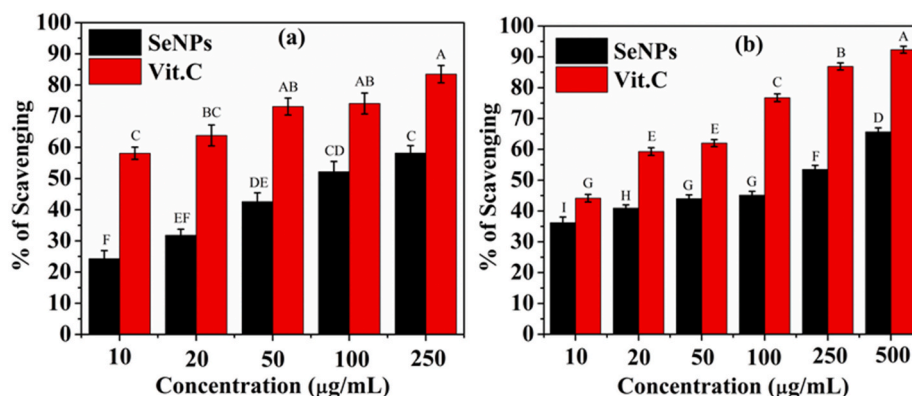 (a)
SeNPs
Vit.C
% of Scavenging
100
90
80
70
60
50
40
30
20
10
0
F C EF BC DE AB CD AB C A
10 20 50 100 250
Concentration (μg/mL)
(b)
SeNPs
Vit.C
% of Scavenging
100
90
80
70
60
50
40
30
20
10
0
I G H E G E G C F B D A
10 20 50 100 250 500
Concentration (μg/mL)